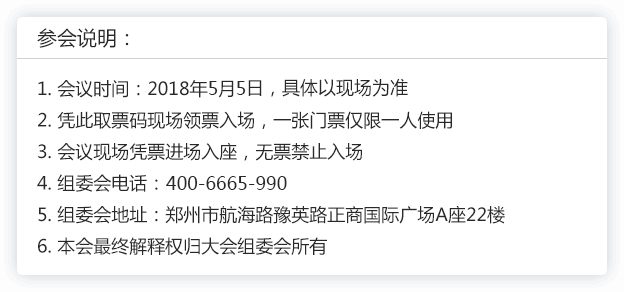 参会说明：
1. 会议时间：2018年5月5日，具体以现场为准
2. 凭此取票码现场领票入场，一张门票仅限一人使用
3. 会议现场凭票进场入座，无票禁止入场
4. 组委会电话：400-6665-990
5. 组委会地址：郑州市航海路豫英路正商国际广场A座22楼
6. 本会最终解释权归大会组委会所有